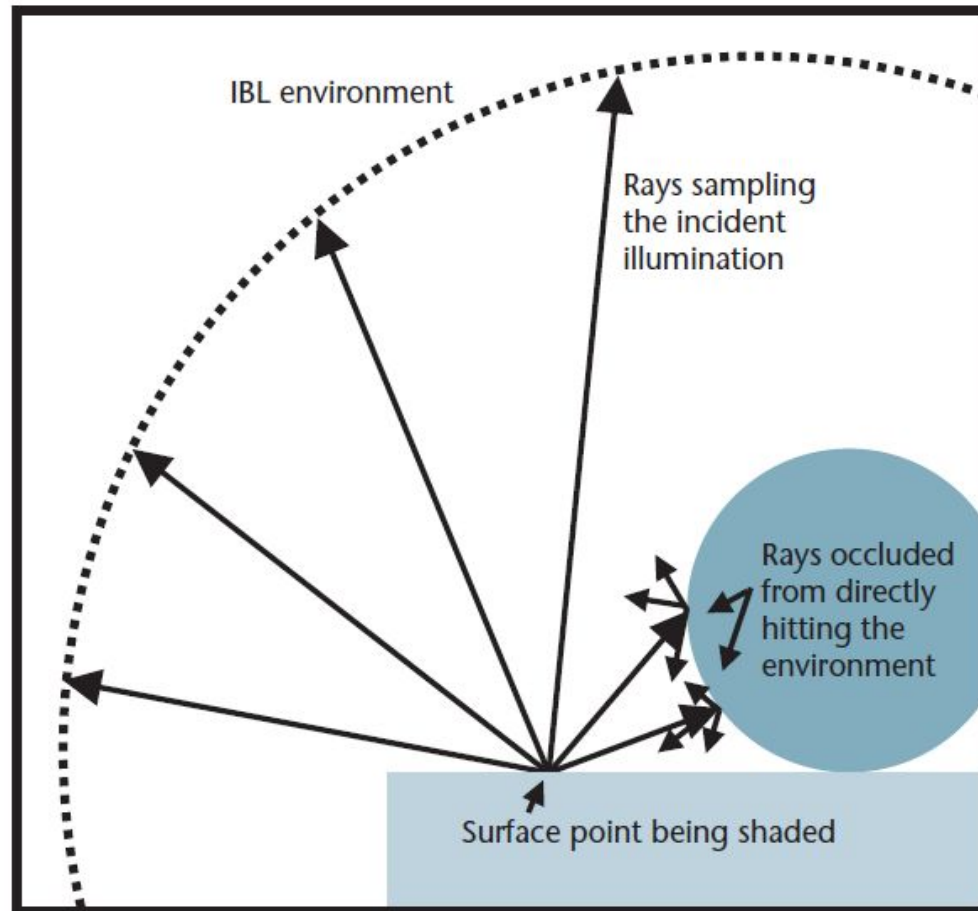 IBL environment
Rays sampling
the incident
illumination
Rays occluded
from directly
hitting the
environment
Surface point being shaded